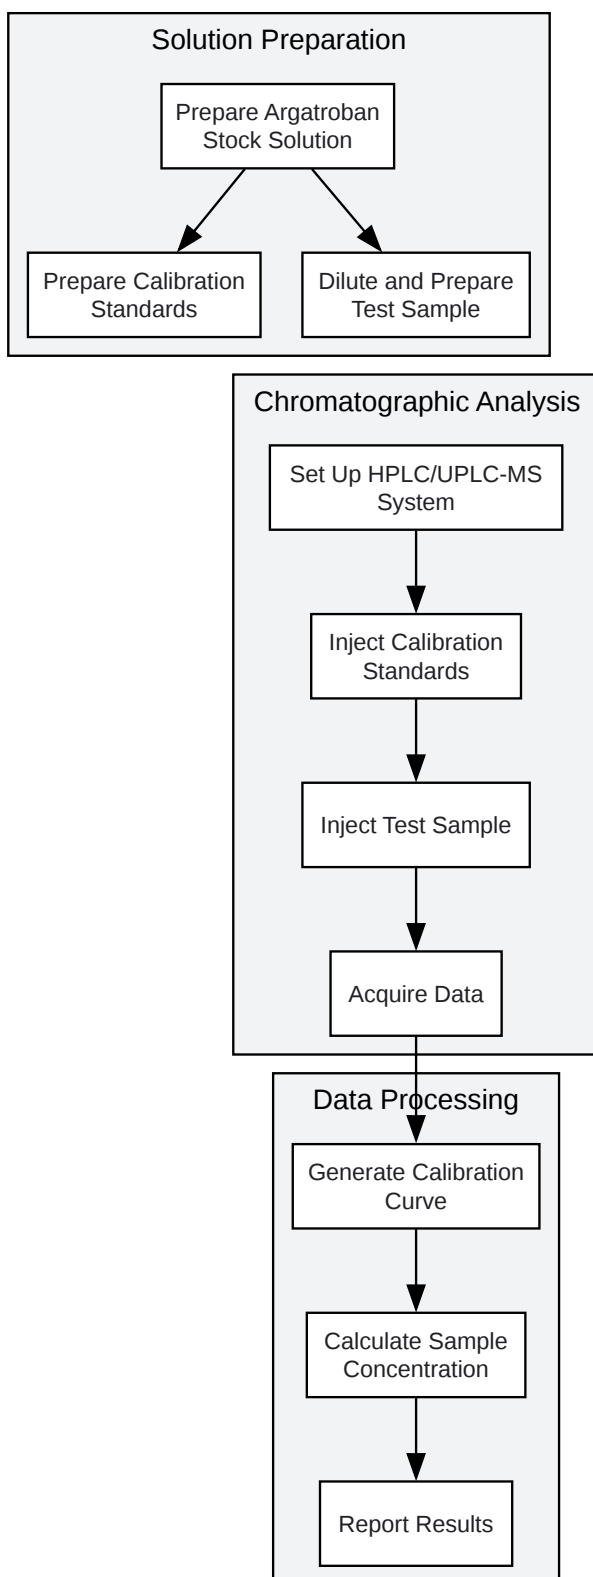 Solution Preparation
Prepare Argatroban
Stock Solution
Prepare Calibration
Standards
Dilute and Prepare
Test Sample
Chromatographic Analysis
Set Up HPLC/UPLC-MS
System
Inject Calibration
Standards
Inject Test Sample
Acquire Data
Data Processing
Generate Calibration
Curve
Calculate Sample
Concentration
Report Results